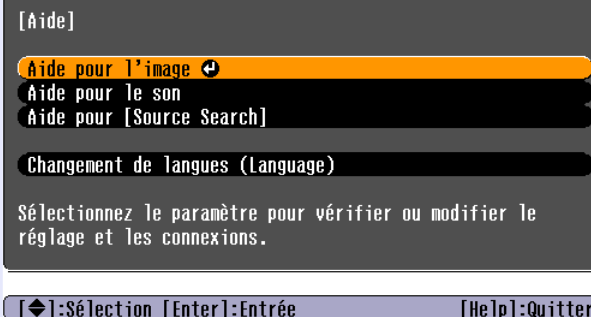 [Aide]
Aide pour l'image
Aide pour le son
Aide pour [Source Search]
Changement de langues (Language)
Sélectionnez le paramètre pour vérifier ou modifier le
réglage et les connexions.
[◆]:Sélection [Enter]:Entrée [Help]:Quitter